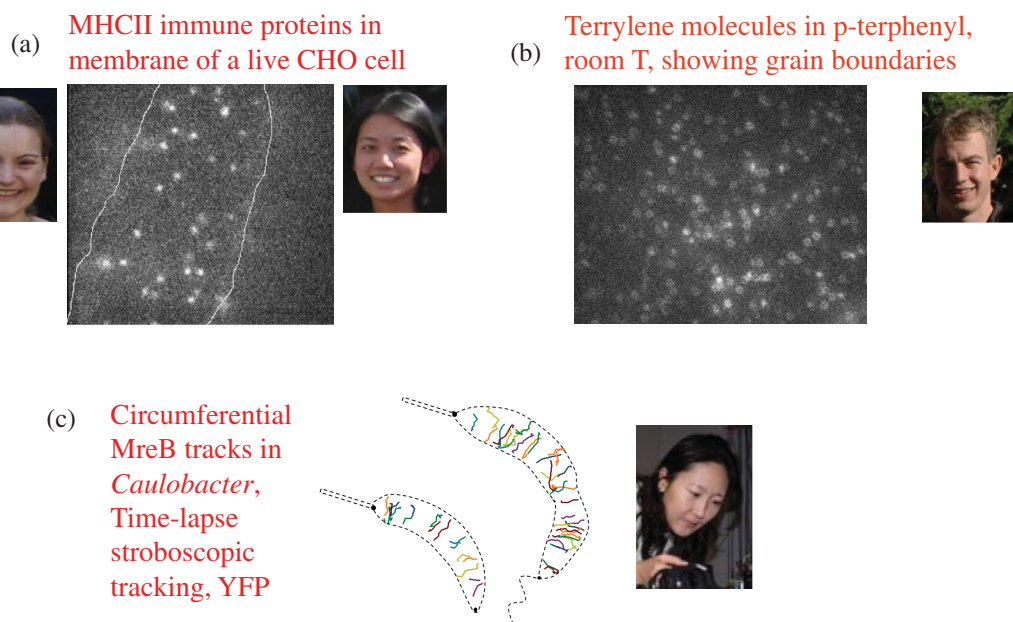 (a)
MHCII immune proteins in
membrane of a live CHO cell
(b)
Terrylene molecules in p-terphenyl,
room T, showing grain boundaries
(c)
Circumferential
MreB tracks in
Caulobacter,
Time-lapse
stroboscopic
tracking, YFP